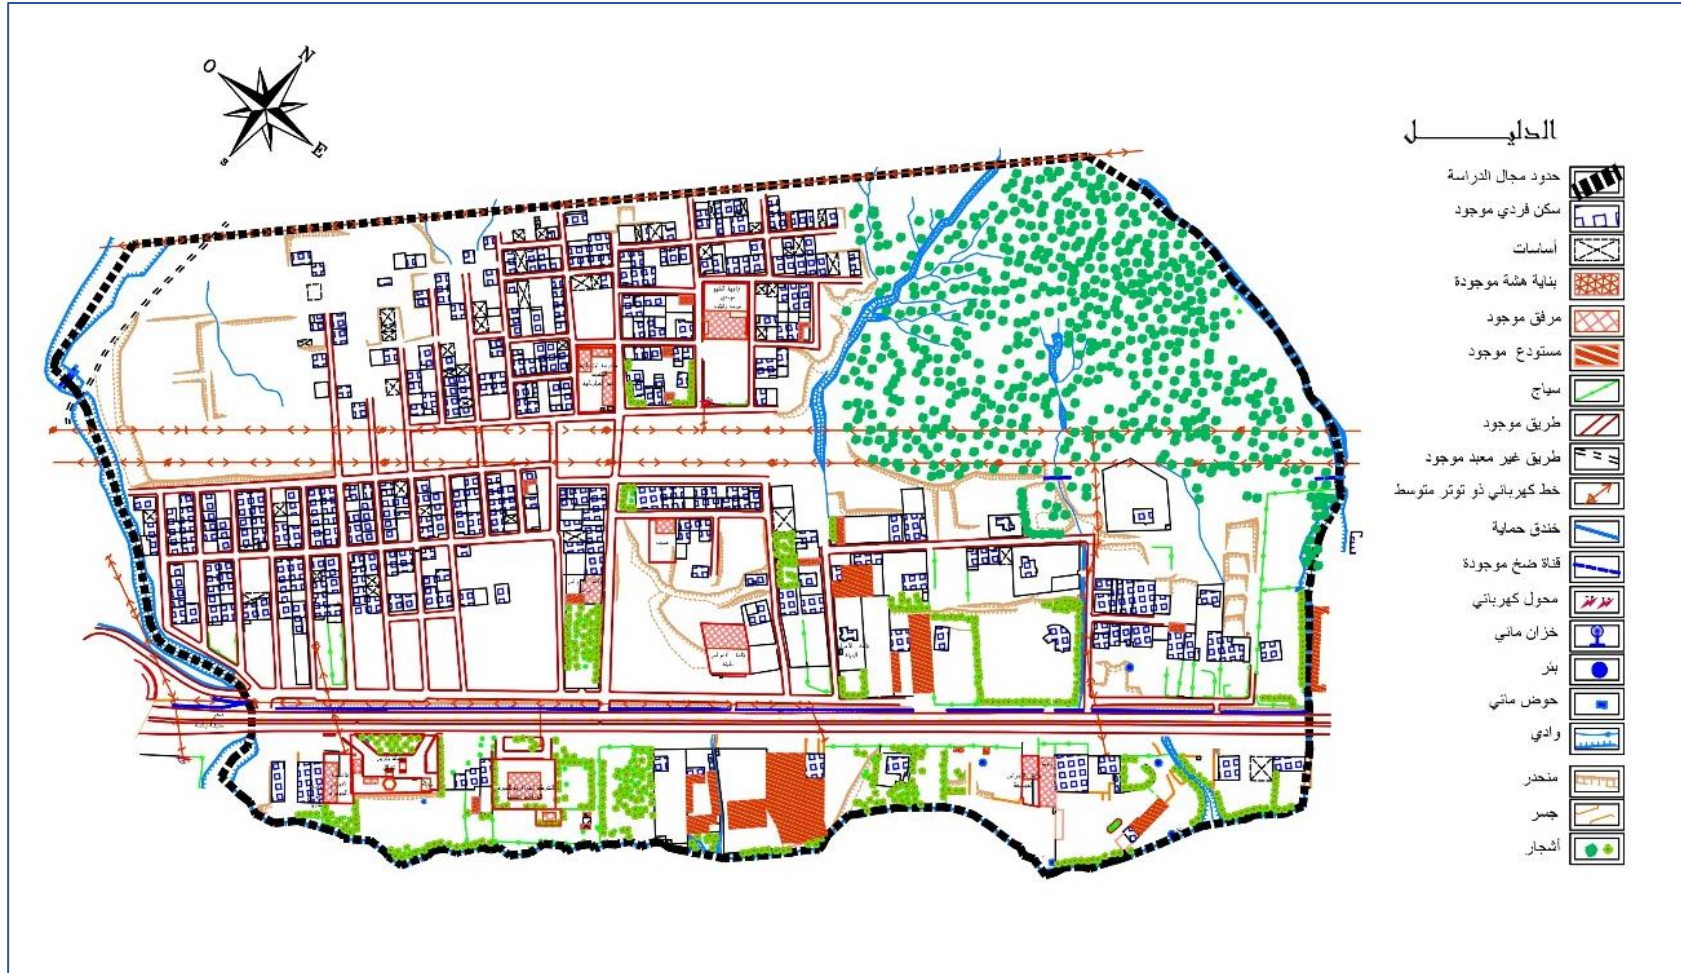 N
O
E
s
الدليــــــــل
حدود مجال الدراسة
سكن فردي موجود
أساسات
بناية هشة موجودة
مرفق موجود
مستودع موجود
سياج
طريق موجود
طريق غير معبد موجود
خط كهربائي ذو توتر متوسط
خندق حماية
قناة ضخ موجودة
محول كهربائي
خزان مائي
بئر
حوض مائي
وادي
منحدر
جسر
أشجار